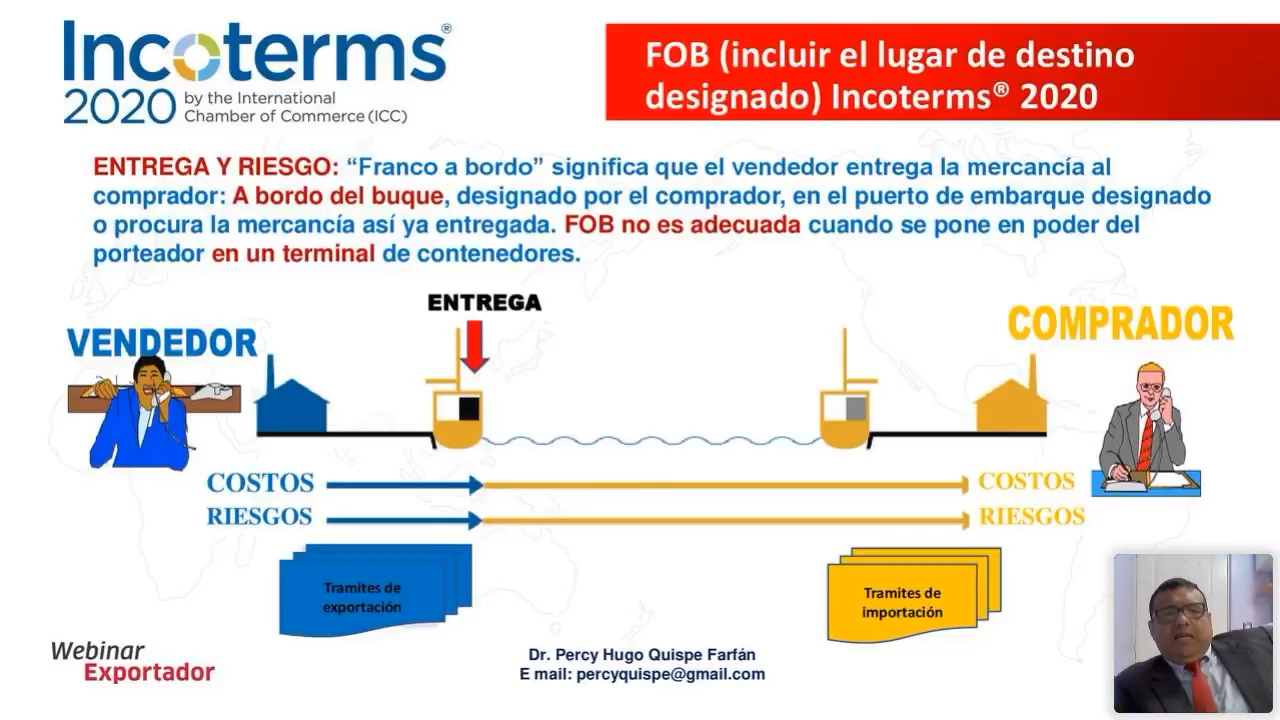 Incoterms®
2020 by the International
Chamber of Commerce (ICC)
FOB (incluir el lugar de destino
designado) Incoterms® 2020
ENTREGA Y RIESGO: “Franco a bordo” significa que el vendedor entrega la mercancía al
comprador: A bordo del buque, designado por el comprador, en el puerto de embarque designado
o procura la mercancía así ya entregada. FOB no es adecuada cuando se pone en poder del
porteador en un terminal de contenedores.
ENTREGA
VENDEDOR
COMPRADOR
COSTOS
COSTOS
RIESGOS
RIESGOS
Tramites de
exportación
Tramites de
importación
Webinar
Exportador
Dr. Percy Hugo Quispe Farfán
E mail: percyquispe@gmail.com